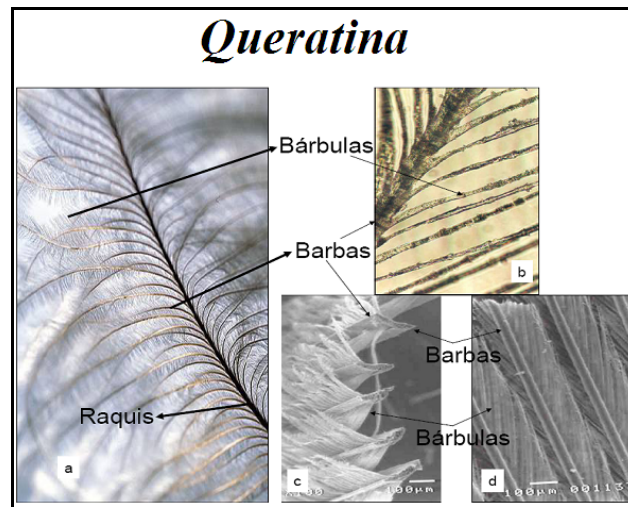 Queratina
Bárbulas
b
Barbas
Barbas
Raquis
Bárbulas
a
c
100µm
d
100µm